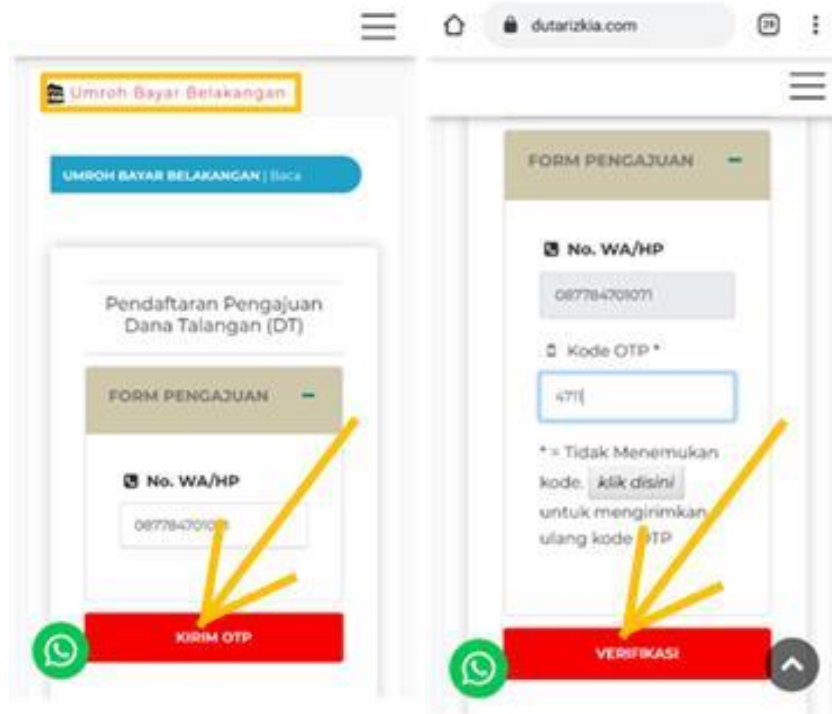 Umroh Bayar Belakangan
UMROH BAYAR BELAKANGAN | Baca
Pendaftaran Pengajuan
Dana Talangan (DT)
FORM PENGAJUAN
No. WA/HP
KIRIM OTP
dutarizkia.com
FORM PENGAJUAN
No. WA/HP
087784701071
Kode OTP *
4711
* = Tidak Menemukan
kode. klik disini
untuk mengirimkan
ulang kode OTP
VERIFIKASI